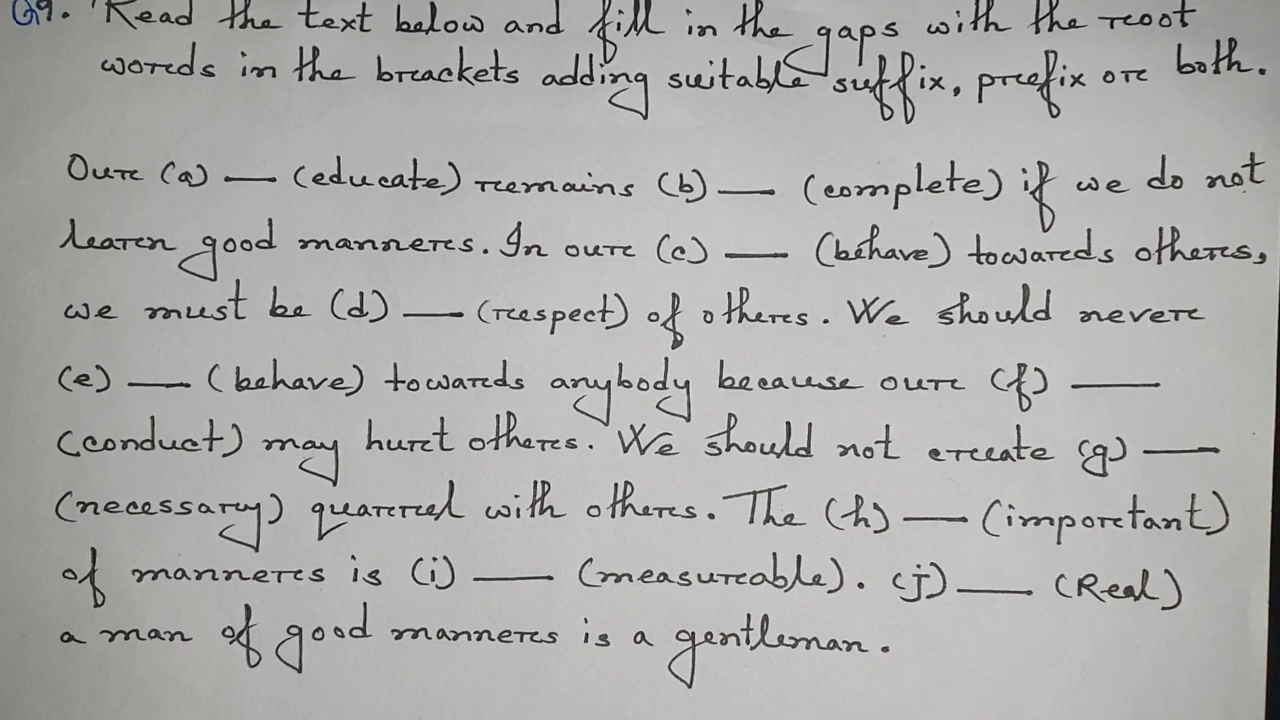 Q9. Read the text below and fill in the gaps with the root
words in the brackets adding suitable suffix, prefix or both.
Our (a) — (educate) remains (b) — (complete) if we do not
learn good manners. In our (c) — (behave) towards others,
we must be (d) — (respect) of others. We should never
(e) — (behave) towards anybody because our (f) —
(conduct) may hurt others. We should not create (g) —
(necessary) quarrel with others. The (h) — (important)
of manners is (i) — (measureable). (j) — (Real)
a man of good manners is a gentleman.